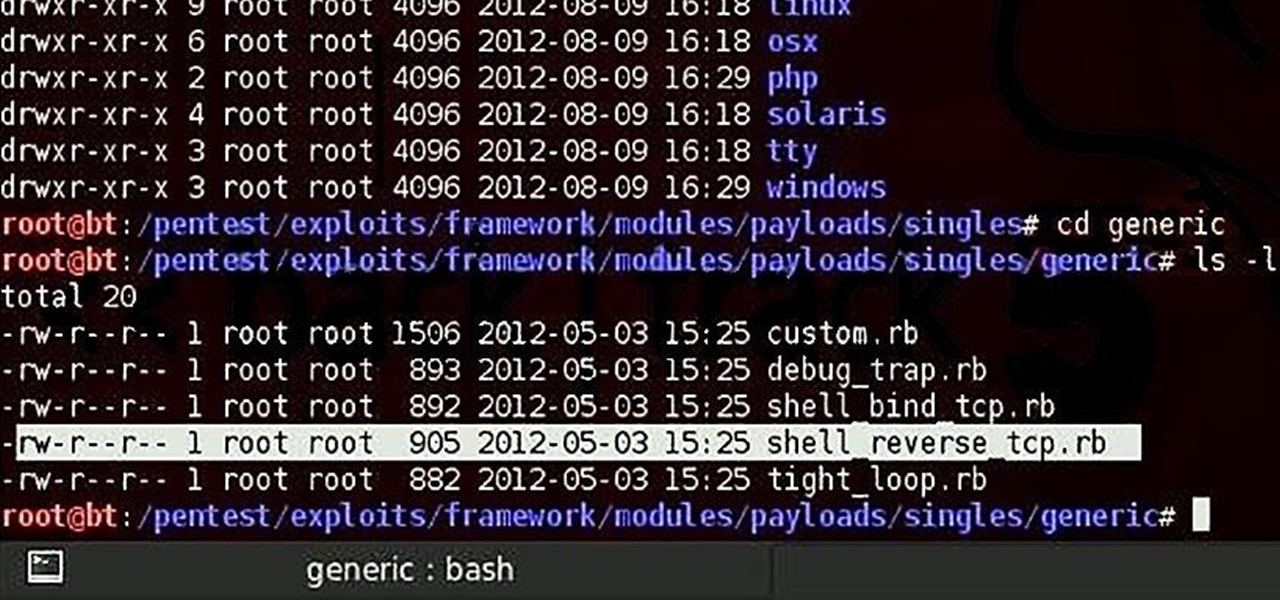 drwxr-xr-x 9 root root 4096 2012-08-09 16:18 linux
drwxr-xr-x 6 root root 4096 2012-08-09 16:18 osx
drwxr-xr-x 2 root root 4096 2012-08-09 16:29 php
drwxr-xr-x 4 root root 4096 2012-08-09 16:18 solaris
drwxr-xr-x 3 root root 4096 2012-08-09 16:18 tty
drwxr-xr-x 3 root root 4096 2012-08-09 16:29 windows
root@bt:/pentest/exploits/framework/modules/payloads/singles# cd generic
root@bt:/pentest/exploits/framework/modules/payloads/singles/generic# ls -l
total 20
-rw-r--r-- 1 root root 1506 2012-05-03 15:25 custom.rb
-rw-r--r-- 1 root root  893 2012-05-03 15:25 debug_trap.rb
-rw-r--r-- 1 root root  892 2012-05-03 15:25 shell_bind_tcp.rb
-rw-r--r-- 1 root root  905 2012-05-03 15:25 shell_reverse_tcp.rb
-rw-r--r-- 1 root root  882 2012-05-03 15:25 tight_loop.rb
root@bt:/pentest/exploits/framework/modules/payloads/singles/generic#
generic : bash